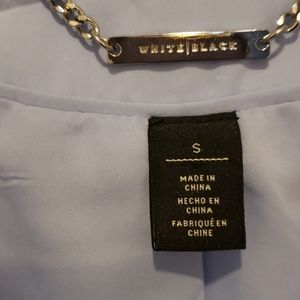 WHITE|BLACK
S
MADE IN
CHINA
HECHO EN
CHINA
FABRIQUÉ EN
CHINE